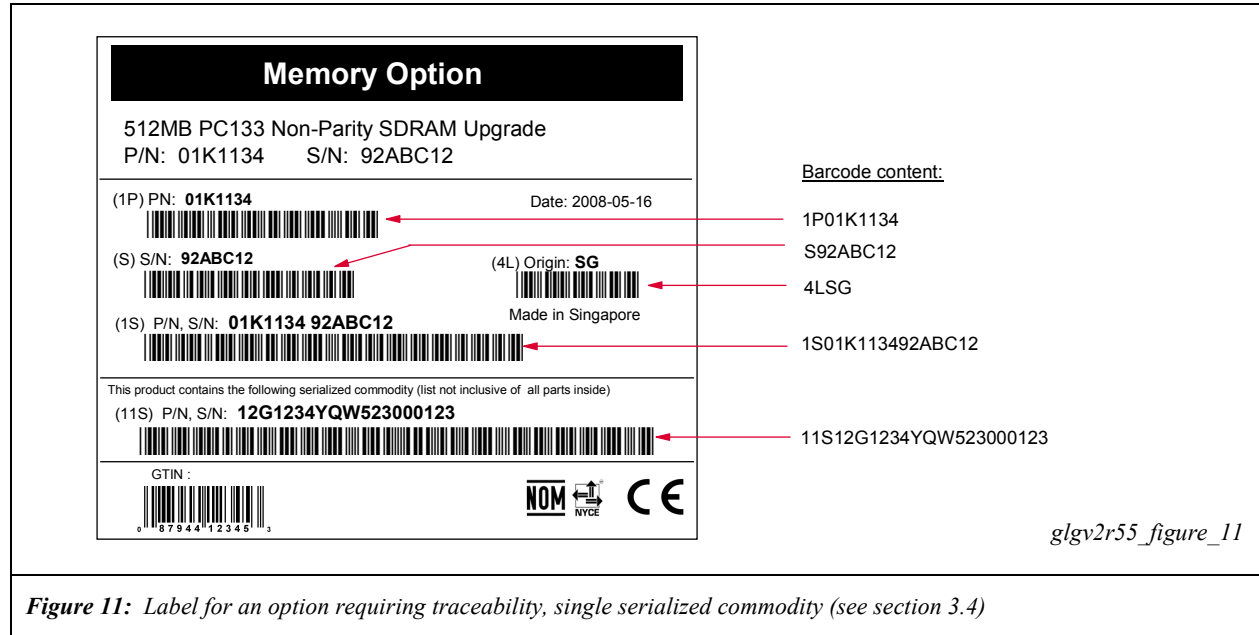 Memory Option
512MB PC133 Non-Parity SDRAM Upgrade
P/N: 01K1134 S/N: 92ABC12
Barcode content:
(1P) PN: 01K1134 Date: 2008-05-16
1P01K1134
S92ABC12
(S) S/N: 92ABC12 (4L) Origin: SG
4LSG
Made in Singapore
(1S) P/N, S/N: 01K1134 92ABC12
1S01K113492ABC12
This product contains the following serialized commodity (list not inclusive of all parts inside)
(11S) P/N, S/N: 12G1234YQW523000123
11S12G1234YQW523000123
GTIN :
0 87944 12345 3
NOM NYCE CE
glgv2r55_figure_11
Figure 11: Label for an option requiring traceability, single serialized commodity (see section 3.4)